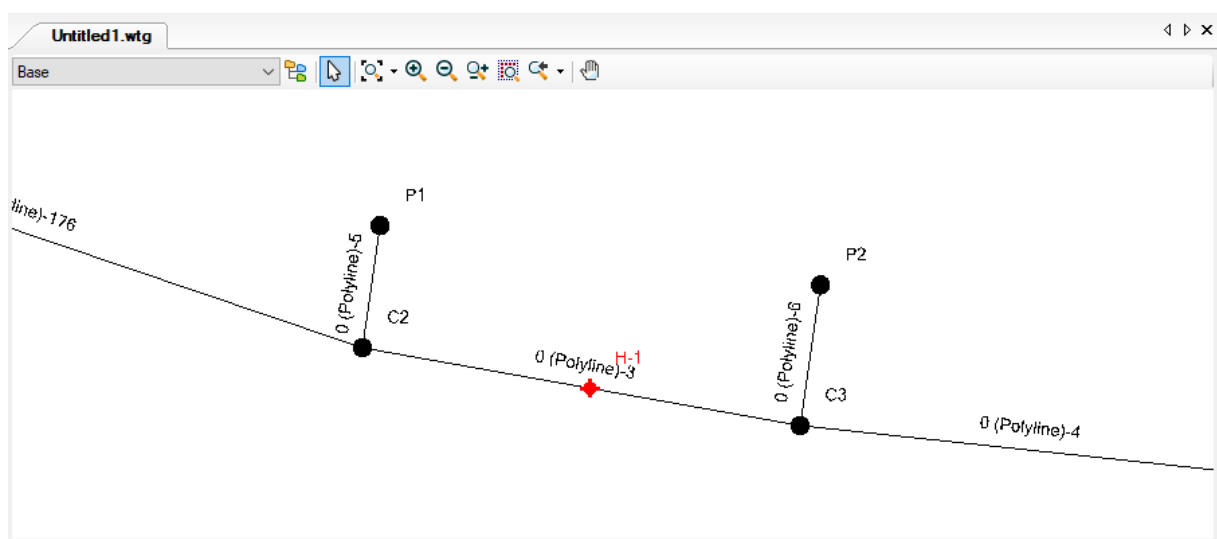 Untitled1.wtg
Base
P1
line)-176
0 (Polyline)-5
P2
C2
0 (Polyline)-6
H-1
0 (Polyline)-3
C3
0 (Polyline)-4